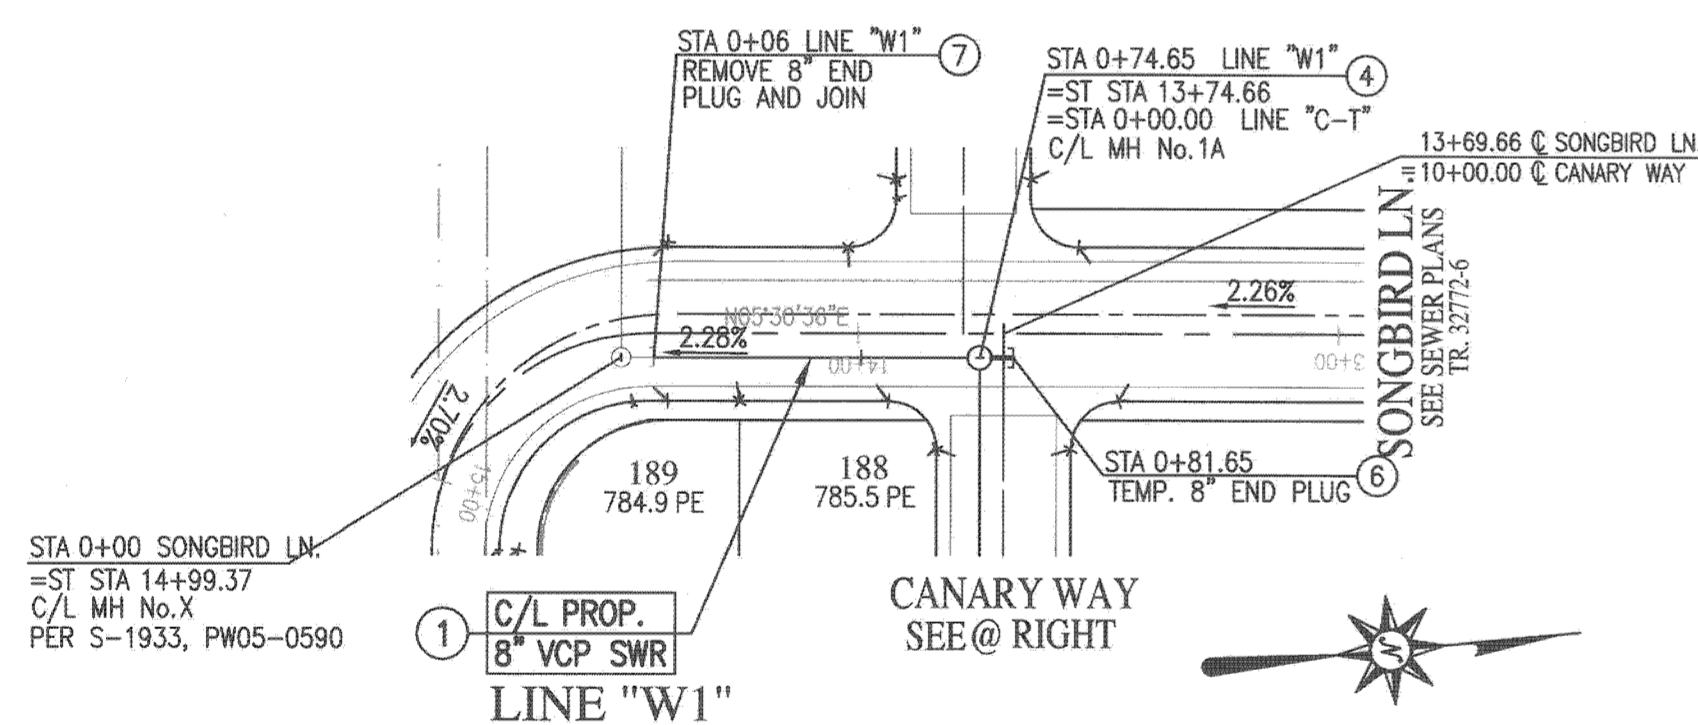 STA 0+06 LINE "W1"
REMOVE 8" END
PLUG AND JOIN
7
STA 0+74.65 LINE "W1"
=ST STA 13+74.66
=STA 0+00.00 LINE "C-T"
C/L MH No.1A
4
13+69.66 ℄ SONGBIRD LN.
=10+00.00 ℄ CANARY WAY
SONGBIRD LN.
SEE SEWER PLANS
TR. 32772-6
2.26%
N05°30'38"E
2.28%
14+00
3+00
2.70%
15+00
189
784.9 PE
188
785.5 PE
STA 0+81.65
TEMP. 8" END PLUG
6
STA 0+00 SONGBIRD LN.
=ST STA 14+99.37
C/L MH No.X
PER S-1933, PW05-0590
1
C/L PROP.
8" VCP SWR
LINE "W1"
CANARY WAY
SEE @ RIGHT
N